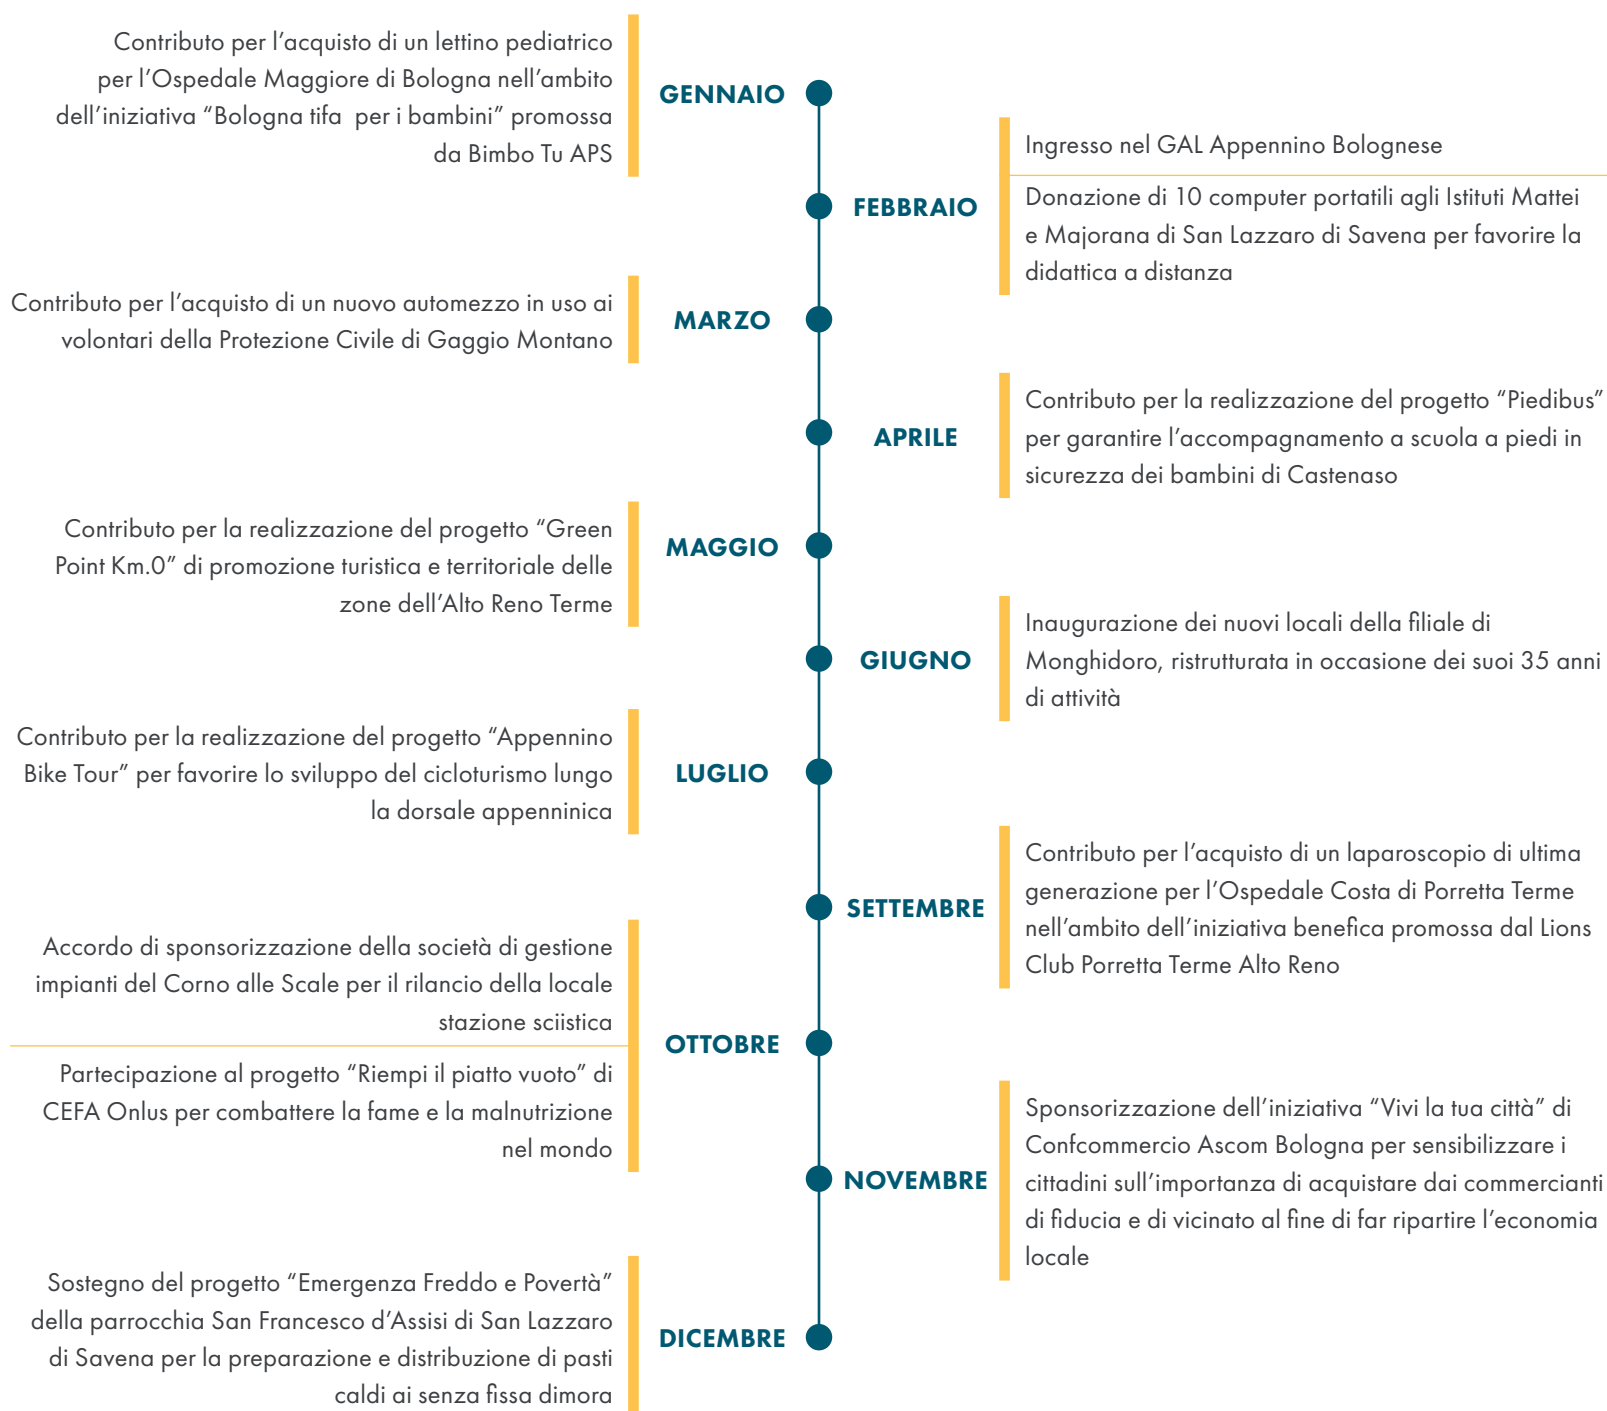 Contributo per l’acquisto di un lettino pediatrico
per l’Ospedale Maggiore di Bologna nell’ambito
dell’iniziativa “Bologna tifa  per i bambini” promossa
da Bimbo Tu APS
GENNAIO
Ingresso nel GAL Appennino Bolognese
Donazione di 10 computer portatili agli Istituti Mattei
e Majorana di San Lazzaro di Savena per favorire la
didattica a distanza
FEBBRAIO
Contributo per l’acquisto di un nuovo automezzo in uso ai
volontari della Protezione Civile di Gaggio Montano
MARZO
Contributo per la realizzazione del progetto “Piedibus”
per garantire l’accompagnamento a scuola a piedi in
sicurezza dei bambini di Castenaso
APRILE
Contributo per la realizzazione del progetto “Green
Point Km.0” di promozione turistica e territoriale delle
zone dell’Alto Reno Terme
MAGGIO
Inaugurazione dei nuovi locali della filiale di
Monghidoro, ristrutturata in occasione dei suoi 35 anni
di attività
GIUGNO
Contributo per la realizzazione del progetto “Appennino
Bike Tour” per favorire lo sviluppo del cicloturismo lungo
la dorsale appenninica
LUGLIO
Contributo per l’acquisto di un laparoscopio di ultima
generazione per l’Ospedale Costa di Porretta Terme
nell’ambito dell’iniziativa benefica promossa dal Lions
Club Porretta Terme Alto Reno
SETTEMBRE
Accordo di sponsorizzazione della società di gestione
impianti del Corno alle Scale per il rilancio della locale
stazione sciistica
Partecipazione al progetto “Riempi il piatto vuoto” di
CEFA Onlus per combattere la fame e la malnutrizione
nel mondo
OTTOBRE
Sponsorizzazione dell’iniziativa “Vivi la tua città” di
Confcommercio Ascom Bologna per sensibilizzare i
cittadini sull’importanza di acquistare dai commercianti
di fiducia e di vicinato al fine di far ripartire l’economia
locale
NOVEMBRE
Sostegno del progetto “Emergenza Freddo e Povertà”
della parrocchia San Francesco d’Assisi di San Lazzaro
di Savena per la preparazione e distribuzione di pasti
caldi ai senza fissa dimora
DICEMBRE